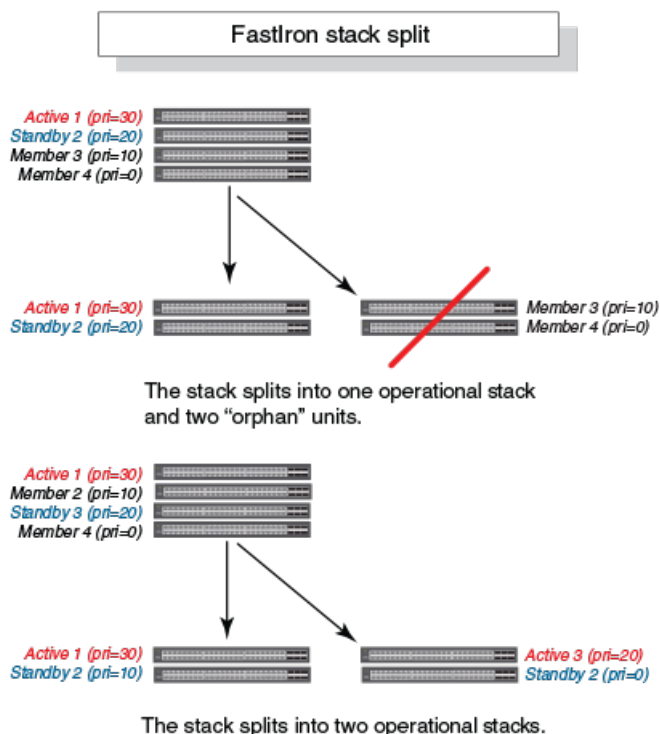 FastIron stack split
Active 1 (pri=30)
Standby 2 (pri=20)
Member 3 (pri=10)
Member 4 (pri=0)
Active 1 (pri=30)
Standby 2 (pri=20)
Member 3 (pri=10)
Member 4 (pri=0)
The stack splits into one operational stack
and two “orphan” units.
Active 1 (pri=30)
Member 2 (pri=10)
Standby 3 (pri=20)
Member 4 (pri=0)
Active 1 (pri=30)
Standby 2 (pri=10)
Active 3 (pri=20)
Standby 2 (pri=0)
The stack splits into two operational stacks.